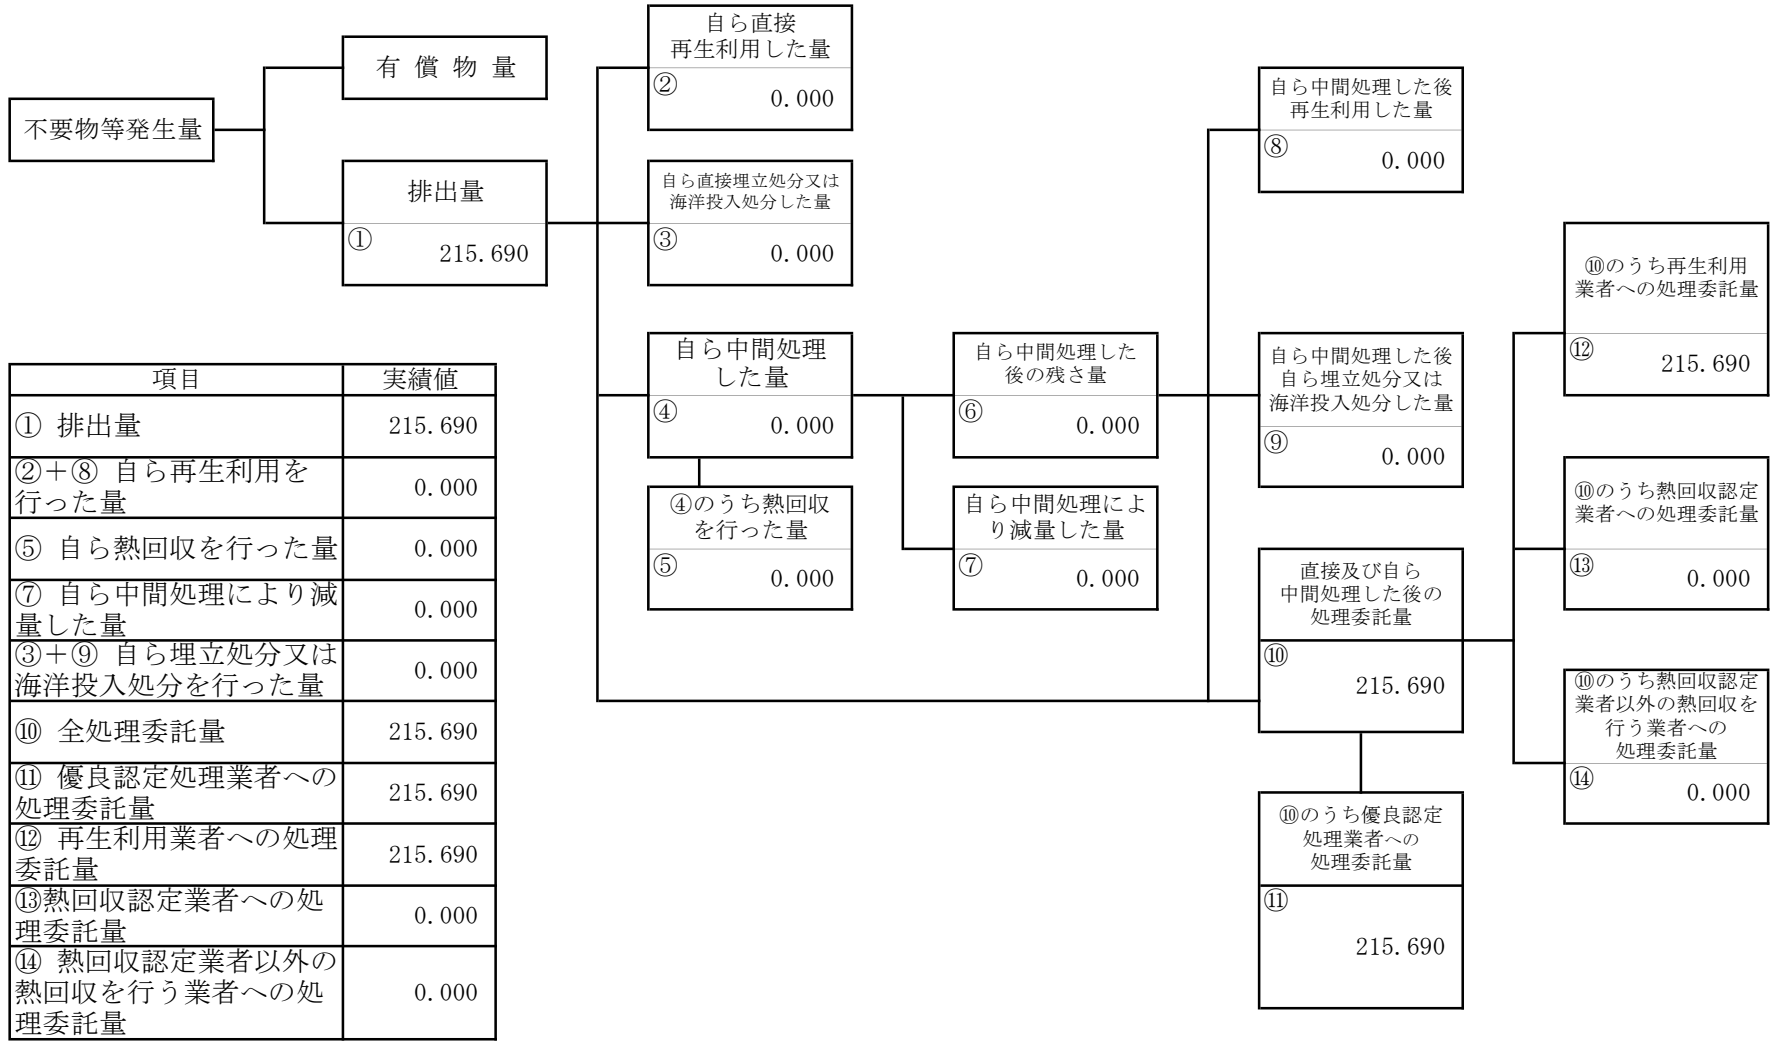 自ら直接
再生利用した量
②
0.000
有 償 物 量
不要物等発生量
排出量
①
215.690
自ら直接埋立処分又は
海洋投入処分した量
③
0.000
自ら中間処理した後
再生利用した量
⑧
0.000
自ら中間処理
した量
④
0.000
④のうち熱回収
を行った量
⑤
0.000
自ら中間処理した
後の残さ量
⑥
0.000
自ら中間処理によ
り減量した量
⑦
0.000
自ら中間処理した後
自ら埋立処分又は
海洋投入処分した量
⑨
0.000
直接及び自ら
中間処理した後の
処理委託量
⑩
215.690
⑩のうち優良認定
処理業者への
処理委託量
⑪
215.690
⑩のうち再生利用
業者への処理委託量
⑫
215.690
⑩のうち熱回収認定
業者への処理委託量
⑬
0.000
⑩のうち熱回収認定
業者以外の熱回収を
行う業者への
処理委託量
⑭
0.000
項目 実績値
① 排出量 215.690
②＋⑧ 自ら再生利用を
行った量 0.000
⑤ 自ら熱回収を行った量 0.000
⑦ 自ら中間処理により減
量した量 0.000
③＋⑨ 自ら埋立処分又は
海洋投入処分を行った量 0.000
⑩ 全処理委託量 215.690
⑪ 優良認定処理業者への
処理委託量 215.690
⑫ 再生利用業者への処理
委託量 215.690
⑬熱回収認定業者への処
理委託量 0.000
⑭ 熱回収認定業者以外の
熱回収を行う業者への処
理委託量 0.000